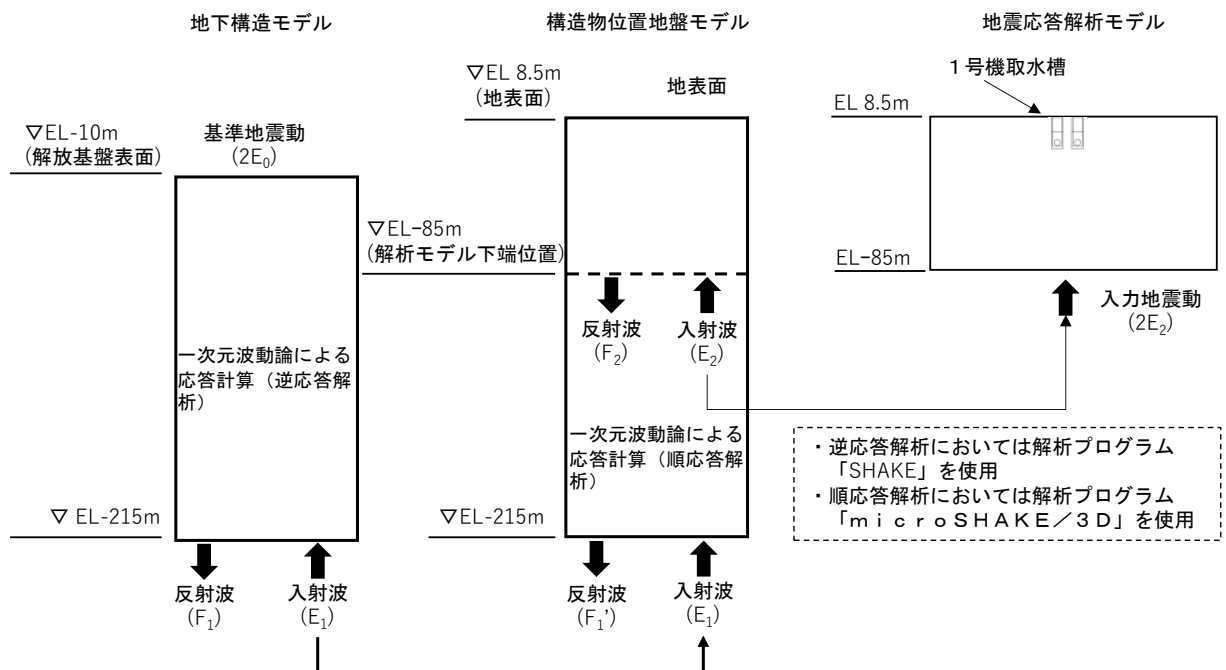 地下構造モデル
▽EL-10m
(解放基盤表面)
基準地震動
(2E₀)
一次元波動論による
応答計算（逆応答解
析）
▽ EL-215m
反射波
(F₁)
入射波
(E₁)
構造物位置地盤モデル
▽EL 8.5m
(地表面)
地表面
▽EL-85m
(解析モデル下端位置)
反射波
(F₂)
入射波
(E₂)
一次元波動論による
応答計算（順応答解
析）
▽EL-215m
反射波
(F₁')
入射波
(E₁)
地震応答解析モデル
１号機取水槽
EL 8.5m
EL-85m
入力地震動
(2E₂)
・逆応答解析においては解析プログラム
「SHAKE」を使用
・順応答解析においては解析プログラム
「ｍｉｃｒｏSHAKE／３Ｄ」を使用